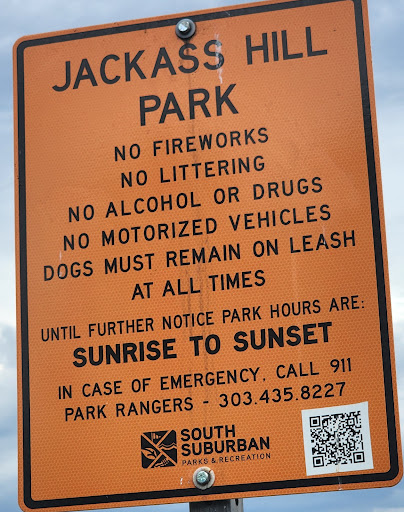 JACKASS HILL
PARK
NO FIREWORKS
NO LITTERING
NO ALCOHOL OR DRUGS
NO MOTORIZED VEHICLES
DOGS MUST REMAIN ON LEASH
AT ALL TIMES
UNTIL FURTHER NOTICE PARK HOURS ARE:
SUNRISE TO SUNSET
IN CASE OF EMERGENCY, CALL 911
PARK RANGERS - 303.435.8227
SOUTH
SUBURBAN
PARKS & RECREATION